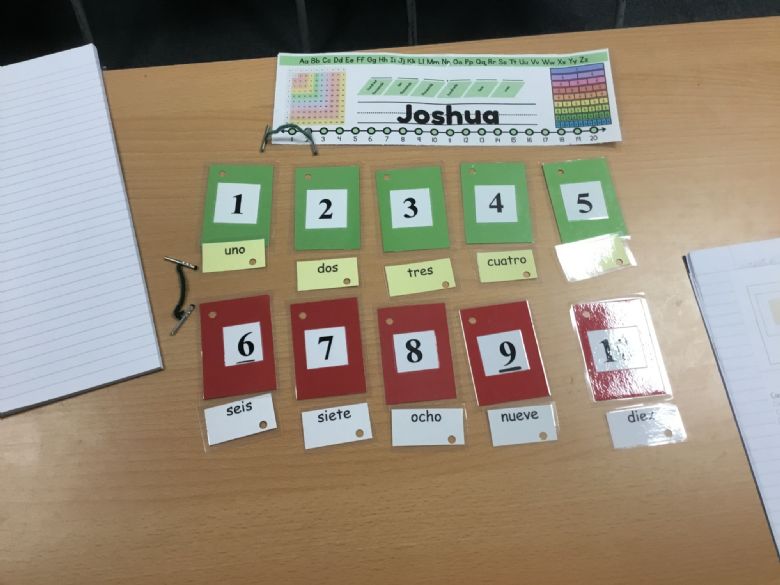 Aa Bb Cc Dd Ee Ff Gg Hh Ii Jj Kk Ll Mm Nn Oo Pp Qq Rr Ss Tt Uu Vv Ww Xx Yy Zz
Joshua
1 2 3 4 5 6 7 8 9 10 11 12 13 14 15 16 17 18 19 20
1 2 3 4 5
uno dos tres cuatro
6 7 8 9
seis siete ocho nueve diez